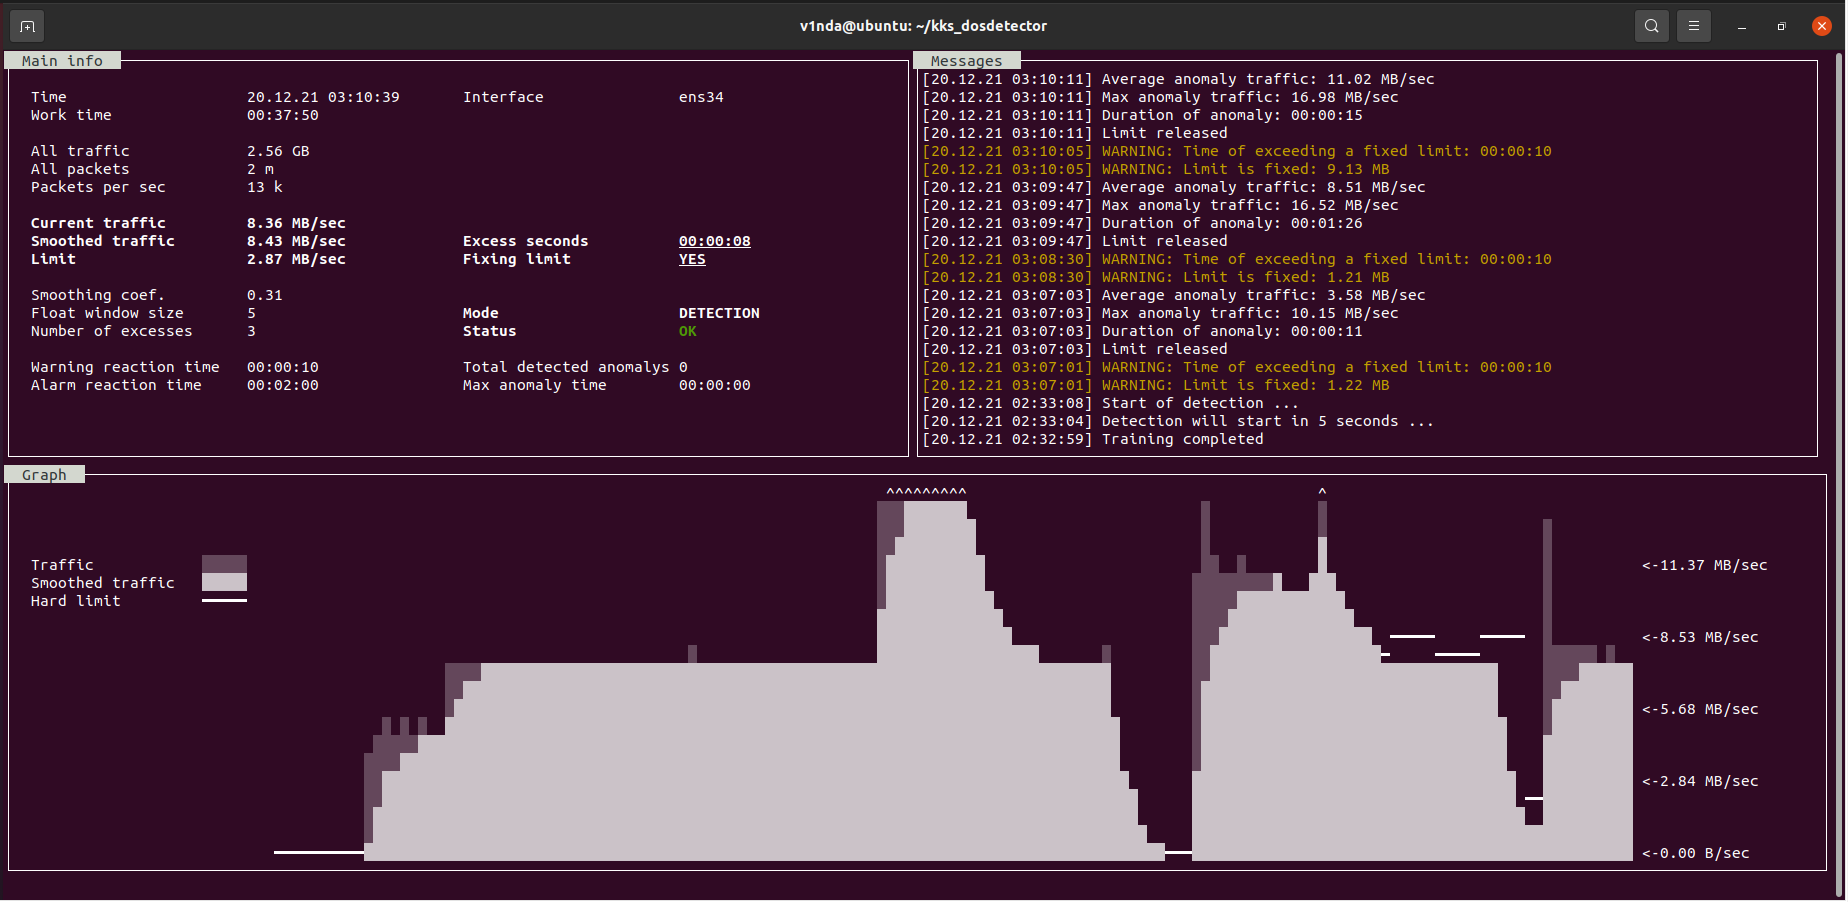 v1nda@ubuntu: ~/kks_dosdetector
Main info
Time 20.12.21 03:10:39 Interface ens34
Work time 00:37:50
All traffic 2.56 GB
All packets 2 m
Packets per sec 13 k
Current traffic 8.36 MB/sec
Smoothed traffic 8.43 MB/sec Excess seconds 00:00:08
Limit 2.87 MB/sec Fixing limit YES
Smoothing coef. 0.31
Float window size 5 Mode DETECTION
Number of excesses 3 Status OK
Warning reaction time 00:00:10 Total detected anomalys 0
Alarm reaction time 00:02:00 Max anomaly time 00:00:00
Messages
[20.12.21 03:10:11] Average anomaly traffic: 11.02 MB/sec
[20.12.21 03:10:11] Max anomaly traffic: 16.98 MB/sec
[20.12.21 03:10:11] Duration of anomaly: 00:00:15
[20.12.21 03:10:11] Limit released
[20.12.21 03:10:05] WARNING: Time of exceeding a fixed limit: 00:00:10
[20.12.21 03:10:05] WARNING: Limit is fixed: 9.13 MB
[20.12.21 03:09:47] Average anomaly traffic: 8.51 MB/sec
[20.12.21 03:09:47] Max anomaly traffic: 16.52 MB/sec
[20.12.21 03:09:47] Duration of anomaly: 00:01:26
[20.12.21 03:09:47] Limit released
[20.12.21 03:08:30] WARNING: Time of exceeding a fixed limit: 00:00:10
[20.12.21 03:08:30] WARNING: Limit is fixed: 1.21 MB
[20.12.21 03:07:03] Average anomaly traffic: 3.58 MB/sec
[20.12.21 03:07:03] Max anomaly traffic: 10.15 MB/sec
[20.12.21 03:07:03] Duration of anomaly: 00:00:11
[20.12.21 03:07:03] Limit released
[20.12.21 03:07:01] WARNING: Time of exceeding a fixed limit: 00:00:10
[20.12.21 03:07:01] WARNING: Limit is fixed: 1.22 MB
[20.12.21 02:33:08] Start of detection ...
[20.12.21 02:33:04] Detection will start in 5 seconds ...
[20.12.21 02:32:59] Training completed
Graph
^^^^^^^^^ ^
Traffic
Smoothed traffic
Hard limit
<-11.37 MB/sec
<-8.53 MB/sec
<-5.68 MB/sec
<-2.84 MB/sec
<-0.00 B/sec